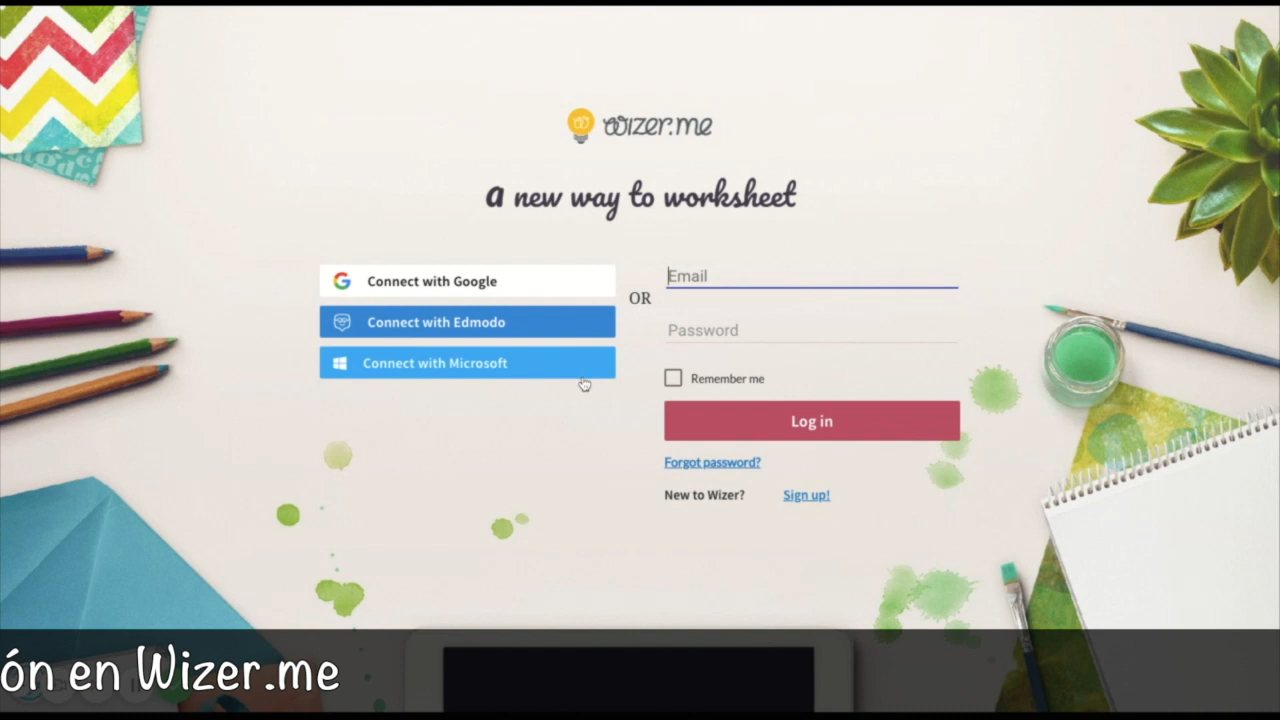 wizer.me
a new way to worksheet
Connect with Google
Connect with Edmodo
Connect with Microsoft
OR
Email
Password
Remember me
Log in
Forgot password?
New to Wizer? Sign up!
ón en Wizer.me